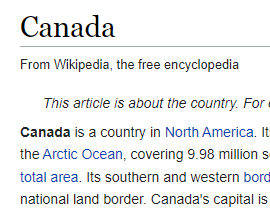 Canada
From Wikipedia, the free encyclopedia
This article is about the country. For
Canada is a country in North America. It
the Arctic Ocean, covering 9.98 million
total area. Its southern and western
national land border. Canada's capital is